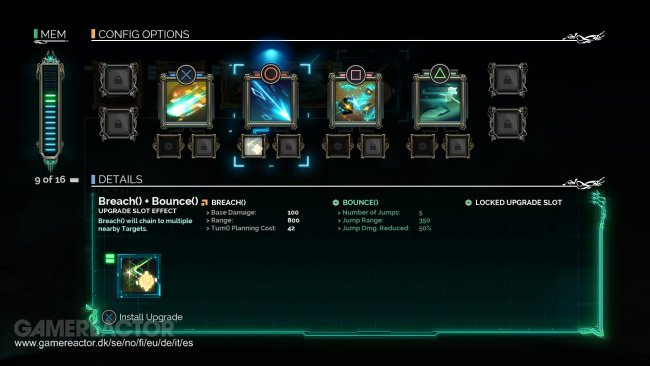 MEM
CONFIG OPTIONS
9 of 16
DETAILS
Breach() + Bounce()
UPGRADE SLOT EFFECT
Breach() will chain to multiple
nearby Targets.
BREACH()
> Base Damage: 100
> Range: 800
> Turn() Planning Cost: 42
BOUNCE()
> Number of Jumps: 5
> Jump Range: 350
> Jump Dmg. Reduced: 50%
LOCKED UPGRADE SLOT
Install Upgrade
GAMEREACTOR
www.gamereactor.dk/se/no/fi/eu/de/it/es